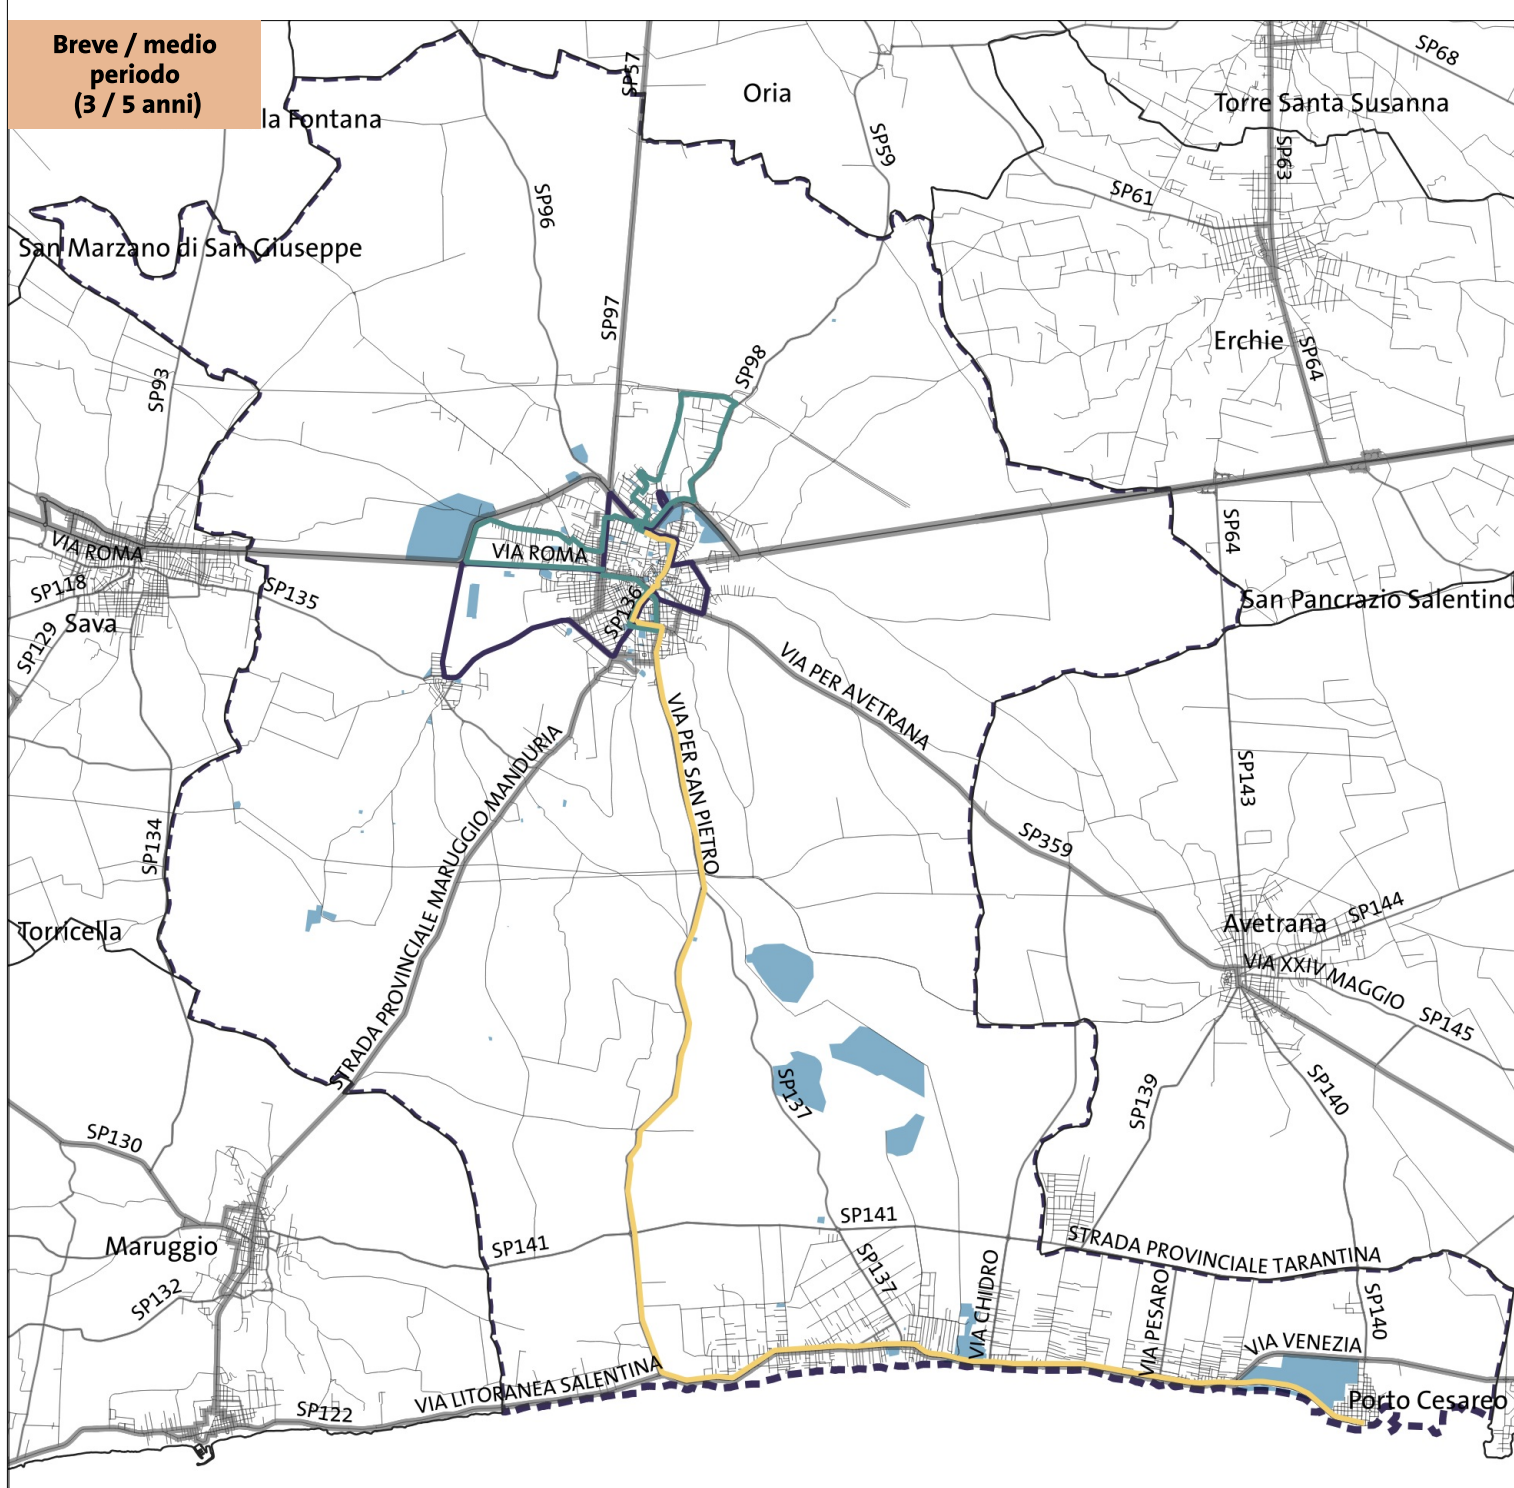 Breve / medio
periodo
(3 / 5 anni)
SP57
Oria
SP68
Torre Santa Susanna
la Fontana
SP59
SP63
SP96
SP61
San Marzano di San Giuseppe
SP97
Erchie
SP64
SP98
SP93
VIA ROMA
VIA ROMA
SP64
SP118
SP135
San Pancrazio Salentino
Sava
SP136
SP129
VIA PER AVETRANA
VIA PER SAN PIETRO
STRADA PROVINCIALE MARUGGIO MANDURIA
SP143
SP134
SP359
Torricella
Avetrana
SP144
VIA XXIV MAGGIO
SP145
SP137
SP139
SP140
SP130
SP141
Maruggio
SP141
STRADA PROVINCIALE TARANTINA
SP137
VIA CHIDRO
SP132
VIA PESARO
SP140
VIA VENEZIA
VIA LITORANEA SALENTINA
SP122
Porto Cesareo